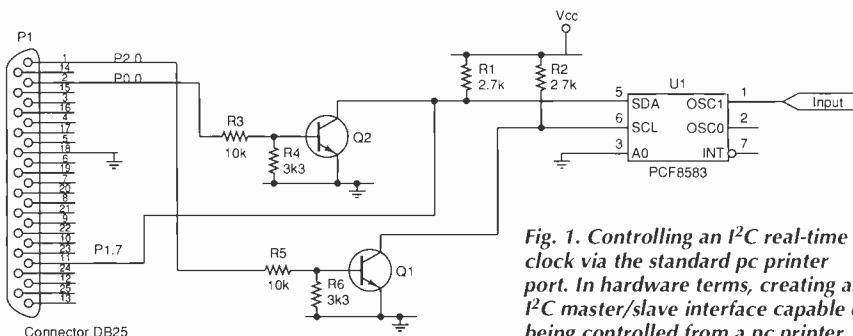 P1
1
14
2
15
3
16
4
17
5
18
6
19
7
20
8
21
9
22
10
23
11
24
12
25
13
Connector DB25
P2.0
P0.0
P1.7
R3
10k
R4
3k3
Q2
R5
10k
R6
3k3
Q1
Vcc
R1
2.7k
R2
2 7k
U1
5 SDA OSC1 1
6 SCL OSC0 2
3 A0 INT 7
PCF8583
Input
Fig. 1. Controlling an I²C real-time
clock via the standard pc printer
port. In hardware terms, creating a
I²C master/slave interface capable
being controlled from a pc printer